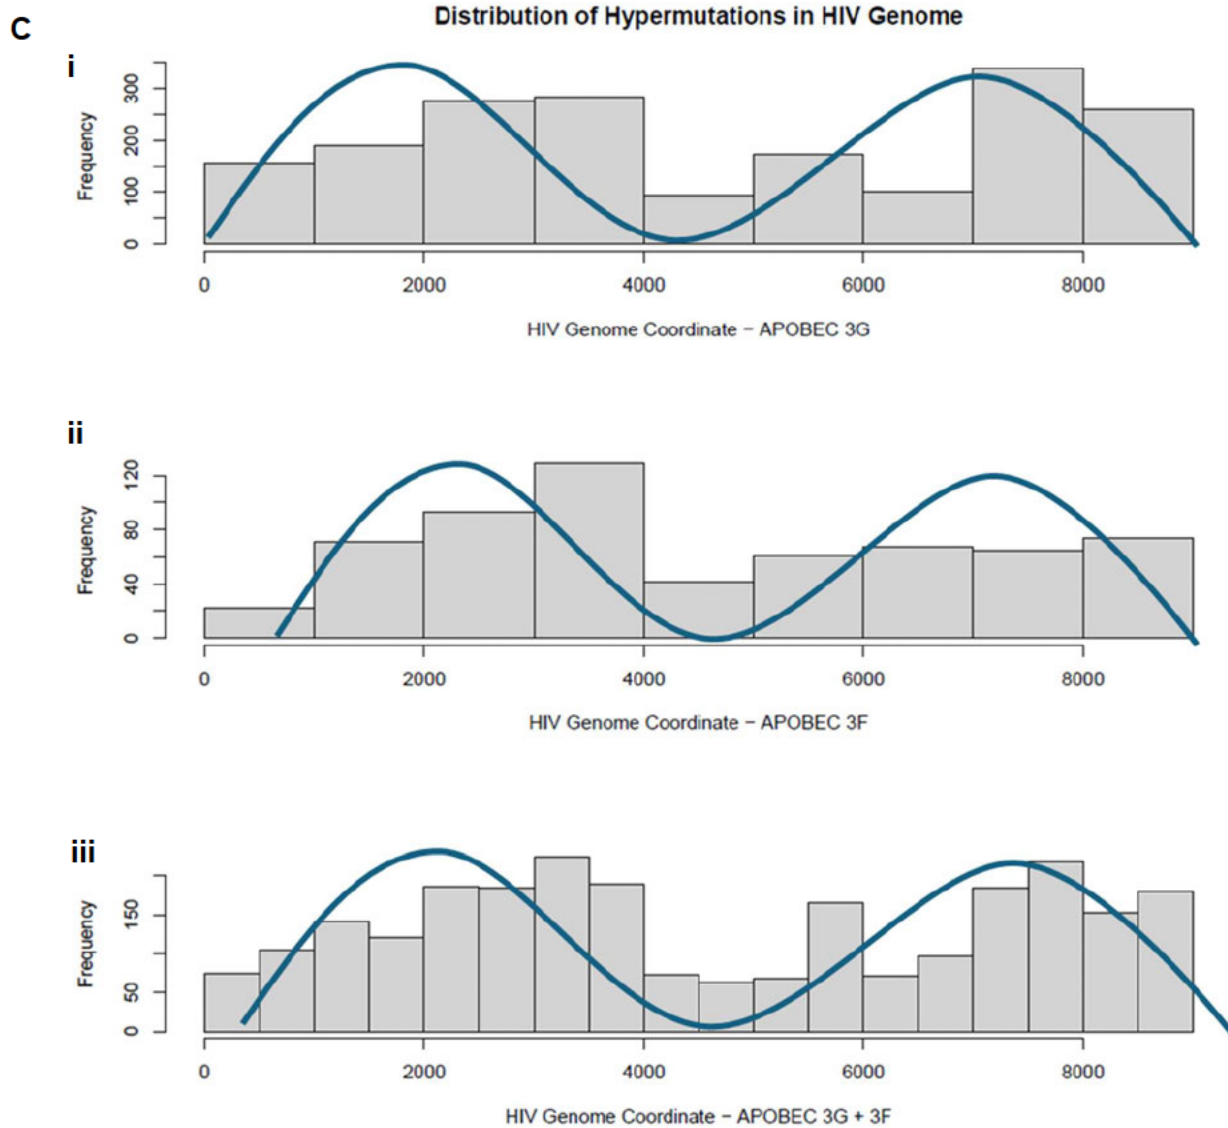 C
Distribution of Hypermutations in HIV Genome
i
Frequency
300
200
100
0
0 2000 4000 6000 8000
HIV Genome Coordinate − APOBEC 3G
ii
Frequency
120
80
40
0
0 2000 4000 6000 8000
HIV Genome Coordinate − APOBEC 3F
iii
Frequency
150
50
0
0 2000 4000 6000 8000
HIV Genome Coordinate − APOBEC 3G + 3F